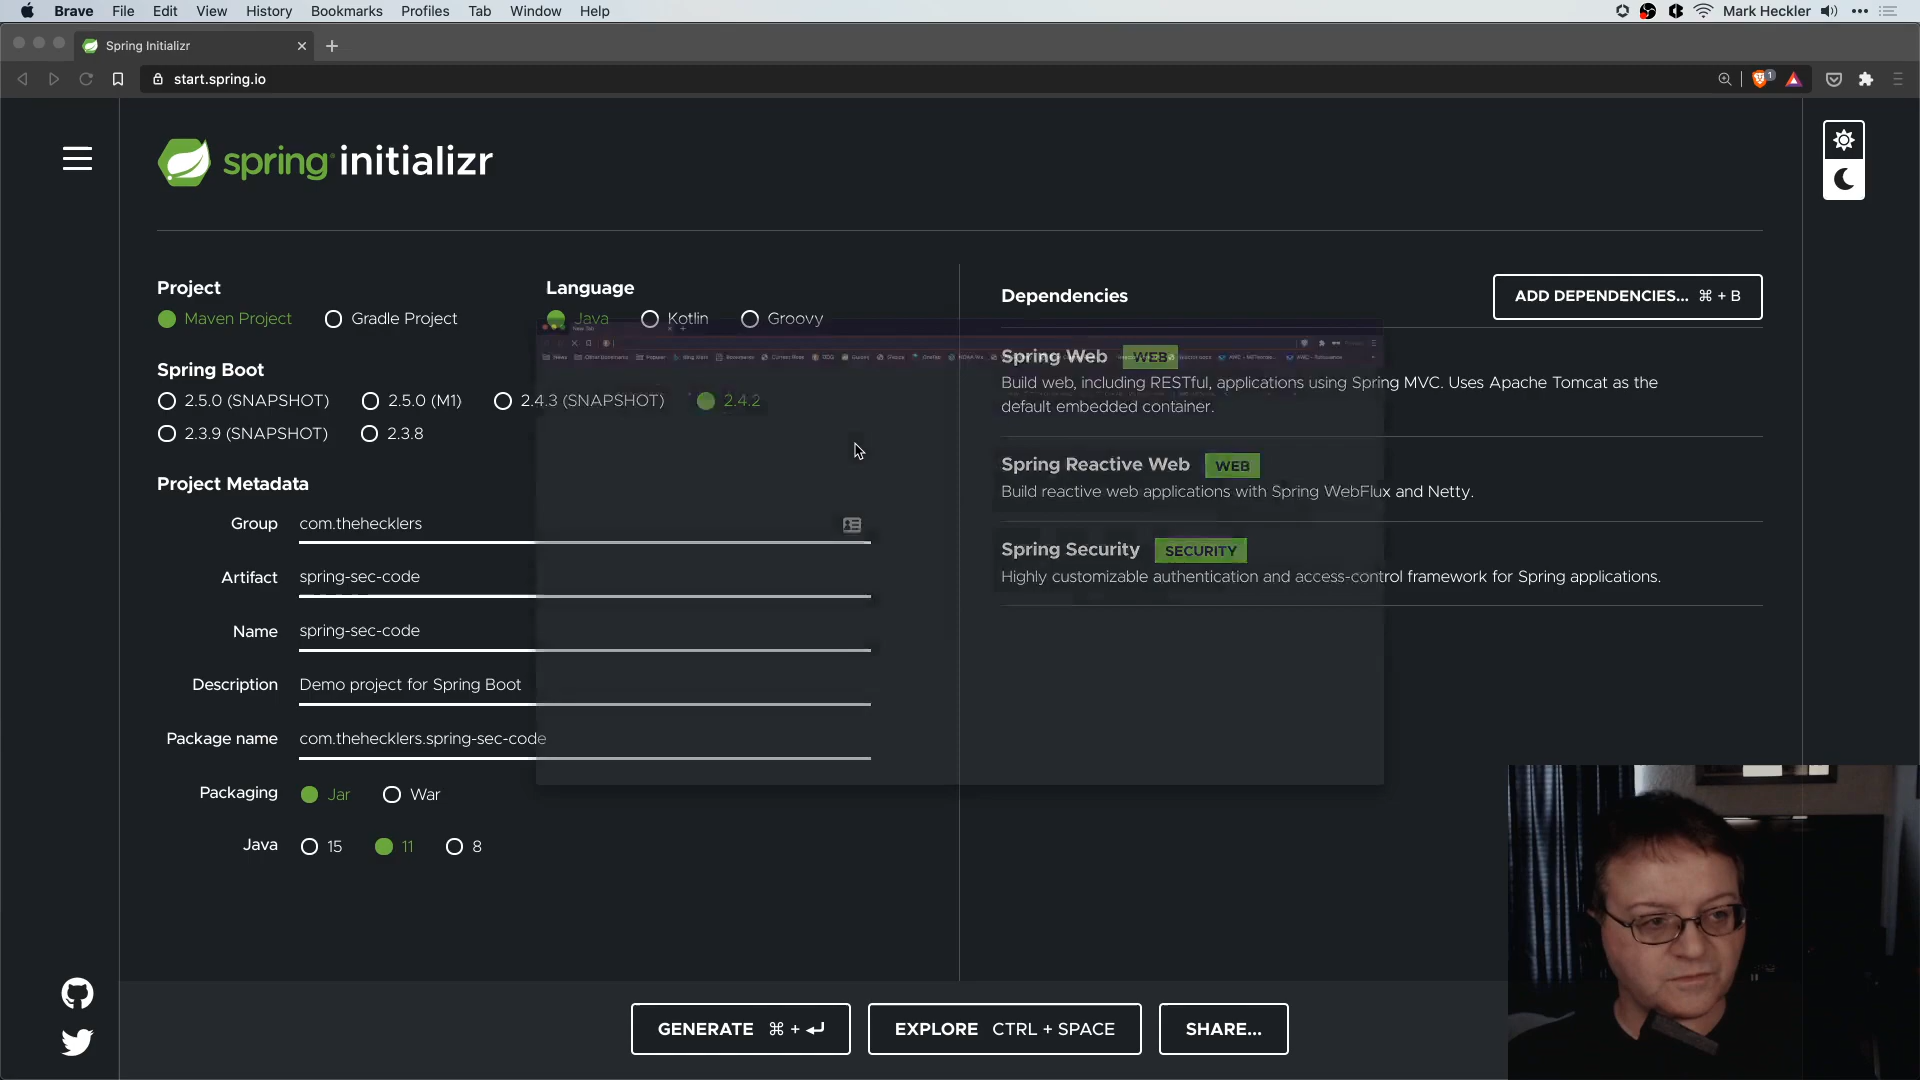 Brave File Edit View History Bookmarks Profiles Tab Window Help Mark Heckler
Spring Initializr
start.spring.io
1
spring initializr
Project
Maven Project Gradle Project
Language
Java Kotlin Groovy
Spring Boot
2.5.0 (SNAPSHOT) 2.5.0 (M1) 2.4.3 (SNAPSHOT) 2.4.2
2.3.9 (SNAPSHOT) 2.3.8
Project Metadata
Group com.thehecklers
Artifact spring-sec-code
Name spring-sec-code
Description Demo project for Spring Boot
Package name com.thehecklers.spring-sec-code
Packaging Jar War
Java 15 11 8
Dependencies
ADD DEPENDENCIES... ⌘ + B
Spring Web WEB
Build web, including RESTful, applications using Spring MVC. Uses Apache Tomcat as the
default embedded container.
Spring Reactive Web WEB
Build reactive web applications with Spring WebFlux and Netty.
Spring Security SECURITY
Highly customizable authentication and access-control framework for Spring applications.
New Tab
GENERATE ⌘ + ↵
EXPLORE CTRL + SPACE
SHARE...